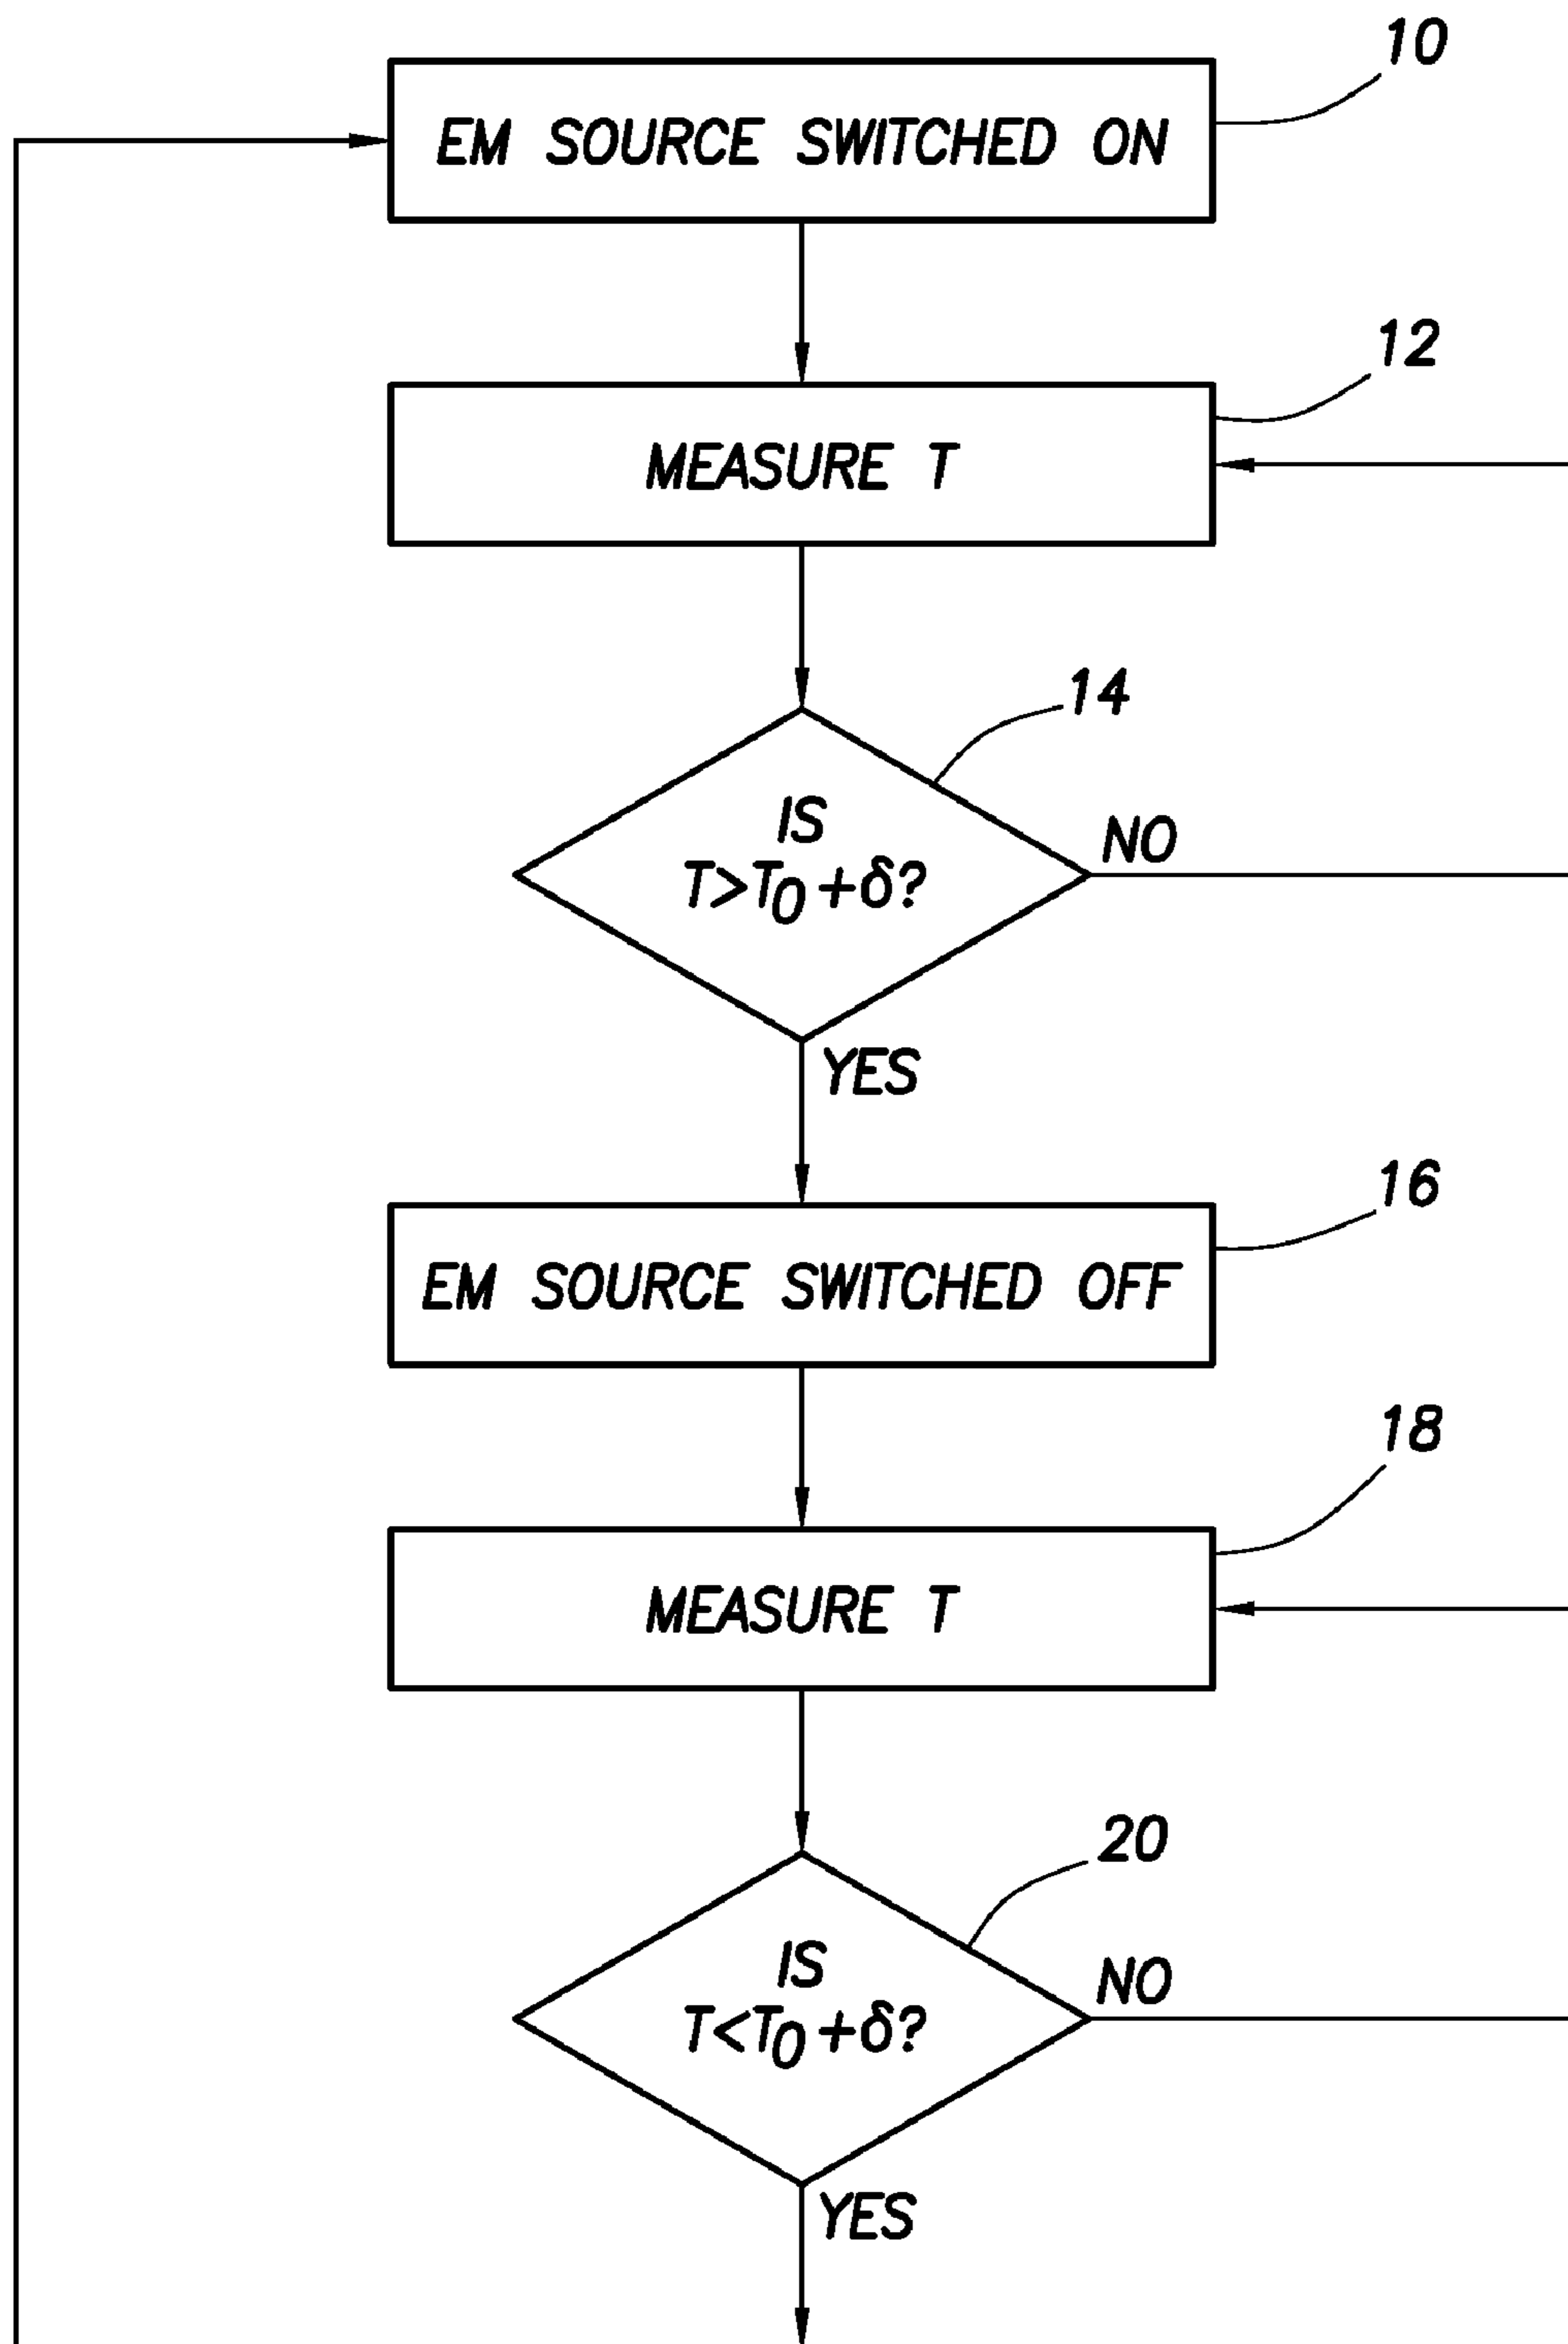 10
EM SOURCE SWITCHED ON
12
MEASURE T
14
IS
T>T0+δ?
NO
YES
16
EM SOURCE SWITCHED OFF
18
MEASURE T
20
IS
T<T0+δ?
NO
YES